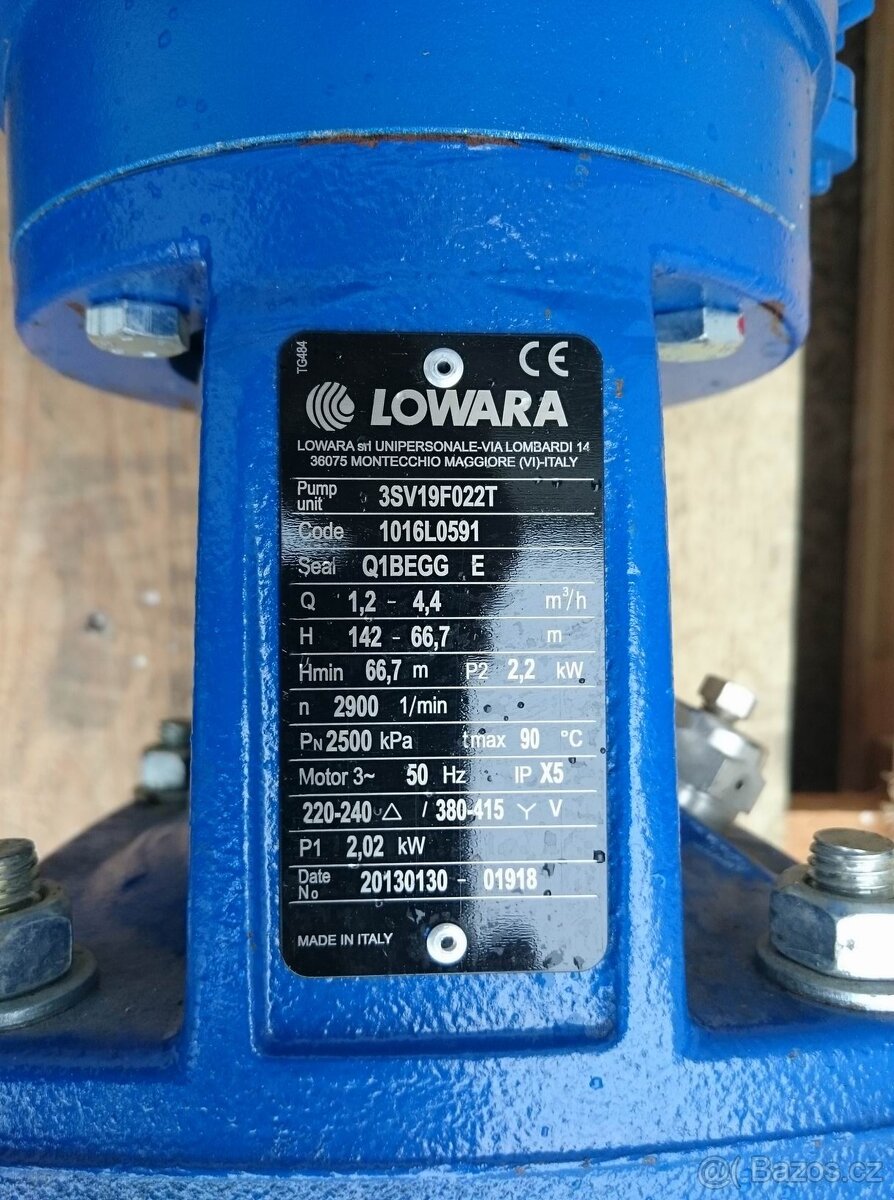 TG484
CE
LOWARA
LOWARA srl UNIPERSONALE-VIA LOMBARDI 14
36075 MONTECCHIO MAGGIORE (VI)-ITALY
Pump unit 3SV19F022T
Code 1016L0591
Seal Q1BEGG E
Q 1,2 - 4,4 m³/h
H 142 - 66,7 m
Hmin 66,7 m P2 2,2 kW
n 2900 1/min
PN 2500 kPa tmax 90 °C
Motor 3~ 50 Hz IP X5
220-240 △ / 380-415 Y V
P1 2,02 kW
Date No 20130130 - 01918
MADE IN ITALY
@( Bazos.cz